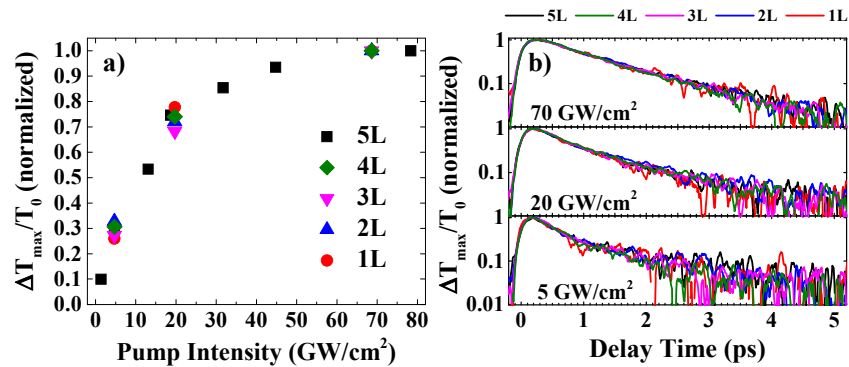 5L 4L 3L 2L 1L
a)
ΔT_max/T_0 (normalized)
1.0
0.9
0.8
0.7
0.6
0.5
0.4
0.3
0.2
0.1
0.0
5L
4L
3L
2L
1L
0 10 20 30 40 50 60 70 80
Pump Intensity (GW/cm²)
b)
ΔT_max/T_0 (normalized)
1
0.1
70 GW/cm²
1
0.1
20 GW/cm²
1
0.1
5 GW/cm²
0.01
0 1 2 3 4 5
Delay Time (ps)